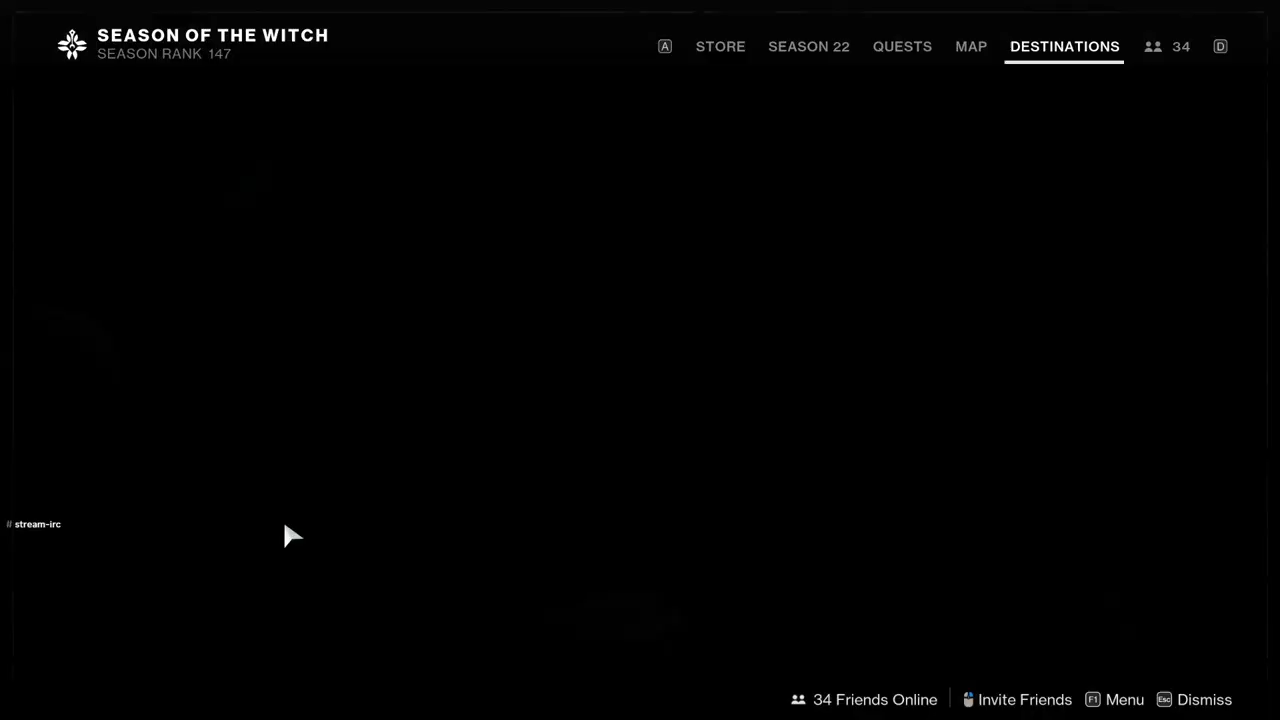 SEASON OF THE WITCH
SEASON RANK 147
A STORE SEASON 22 QUESTS MAP DESTINATIONS 34 D
# stream-irc
34 Friends Online Invite Friends F1 Menu Esc Dismiss